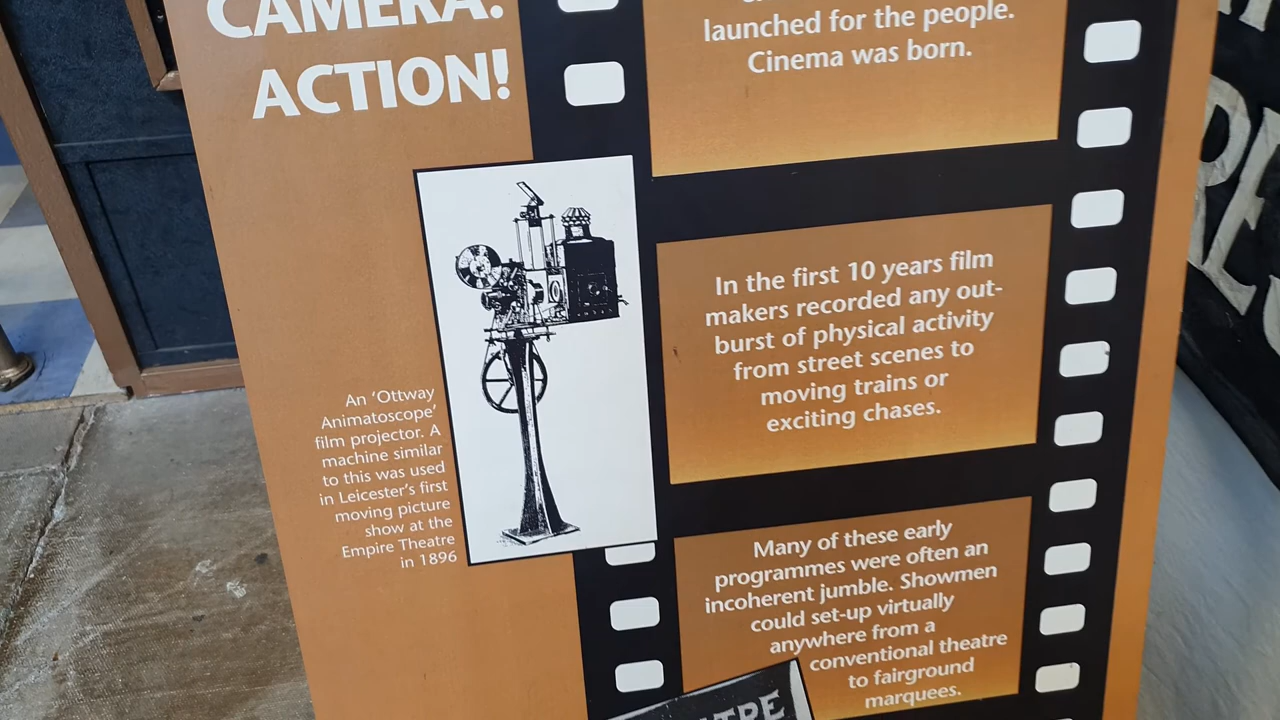 CAMERA.
ACTION!
launched for the people.
Cinema was born.
An 'Ottway
Animatoscope'
film projector. A
machine similar
to this was used
in Leicester's first
moving picture
show at the
Empire Theatre
in 1896
In the first 10 years film
makers recorded any out-
burst of physical activity
from street scenes to
moving trains or
exciting chases.
Many of these early
programmes were often an
incoherent jumble. Showmen
could set-up virtually
anywhere from a
conventional theatre
to fairground
marquees.